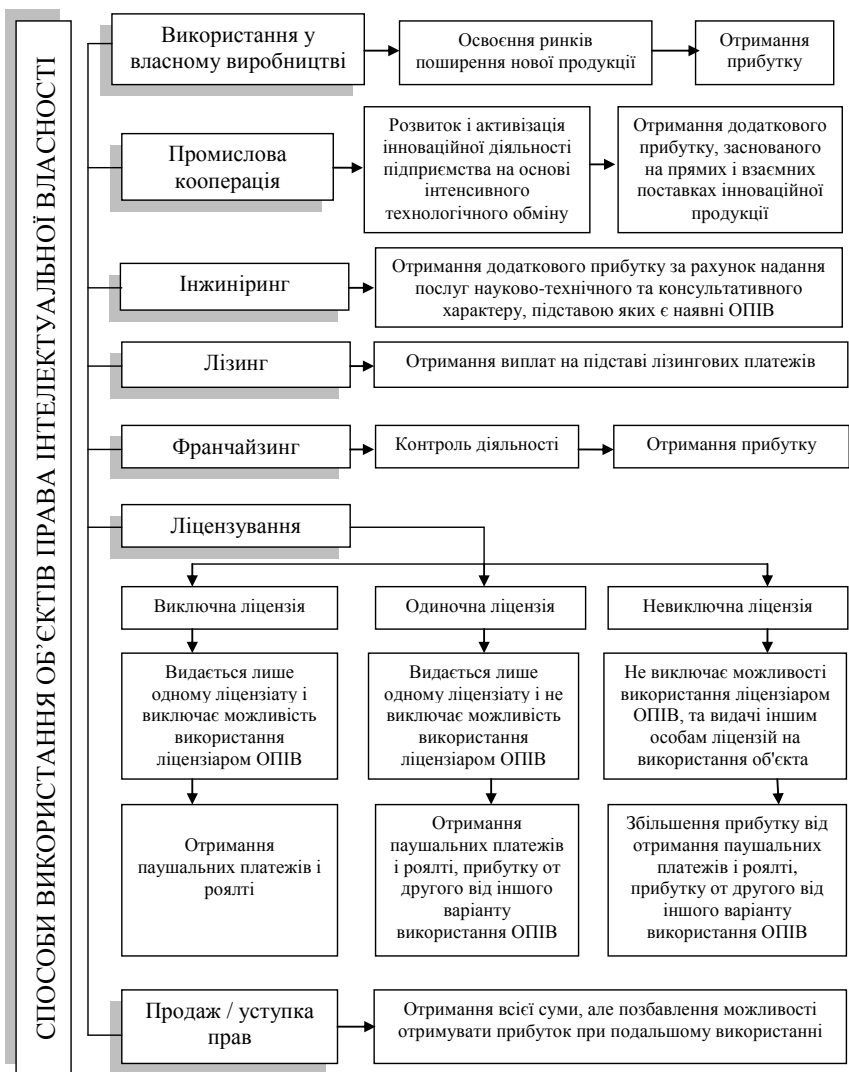 СПОСОБИ ВИКОРИСТАННЯ ОБ’ЄКТІВ ПРАВА ІНТЕЛЕКТУАЛЬНОЇ ВЛАСНОСТІ
Використання у
власному виробництві
Освоєння ринків
поширення нової продукції
Отримання
прибутку
Промислова
кооперація
Розвиток і активізація
інноваційної діяльності
підприємства на основі
інтенсивного
технологічного обміну
Отримання додаткового
прибутку, заснованого
на прямих і взаємних
поставках інноваційної
продукції
Інжиніринг
Отримання додаткового прибутку за рахунок надання
послуг науково-технічного та консультативного
характеру, підставою яких є наявні ОПІВ
Лізинг
Отримання виплат на підставі лізингових платежів
Франчайзинг
Контроль діяльності
Отримання прибутку
Ліцензування
Виключна ліцензія
Одиночна ліцензія
Невиключна ліцензія
Видається лише
одному ліцензіату і
виключає можливість
використання
ліцензіаром ОПІВ
Видається лише
одному ліцензіату і не
виключає можливість
використання
ліцензіаром ОПІВ
Не виключає можливості
використання ліцензіаром
ОПІВ, та видачі іншим
особам ліцензій на
використання об'єкта
Отримання
паушальних платежів і
роялті
Отримання
паушальних платежів
і роялті, прибутку от
другого від іншого
варіанту
використання ОПІВ
Збільшення прибутку від
отримання паушальних
платежів і роялті,
прибутку от другого від
іншого варіанту
використання ОПІВ
Продаж / уступка
прав
Отримання всієї суми, але позбавлення можливості
отримувати прибуток при подальшому використанні